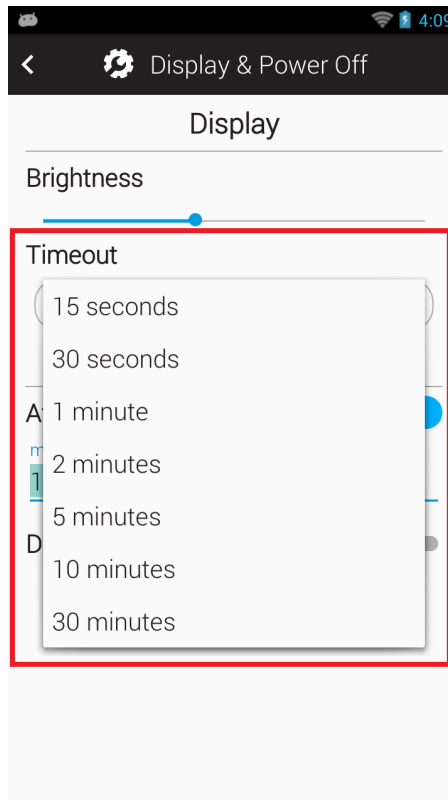 4:09
Display & Power Off
Display
Brightness
Timeout
15 seconds
30 seconds
1 minute
2 minutes
5 minutes
10 minutes
30 minutes